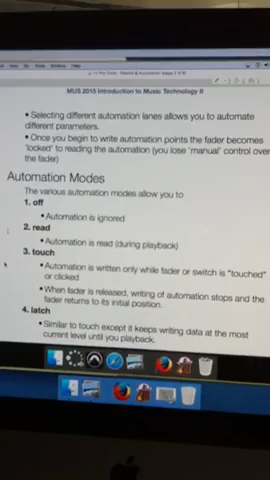 MUS 2015 Introduction to Music Technology II
• Selecting different automation lanes allows you to automate
different parameters.
• Once you begin to write automation points the fader becomes
'locked' to reading the automation (you lose 'manual' control over
the fader)
Automation Modes
The various automation modes allow you to
1. off
• Automation is ignored
2. read
• Automation is read (during playback)
3. touch
• Automation is written only while fader or switch is "touched"
or clicked
• When fader is released, writing of automation stops and the
fader returns to its initial position.
4. latch
• Similar to touch except it keeps writing data at the most
current level until you playback.